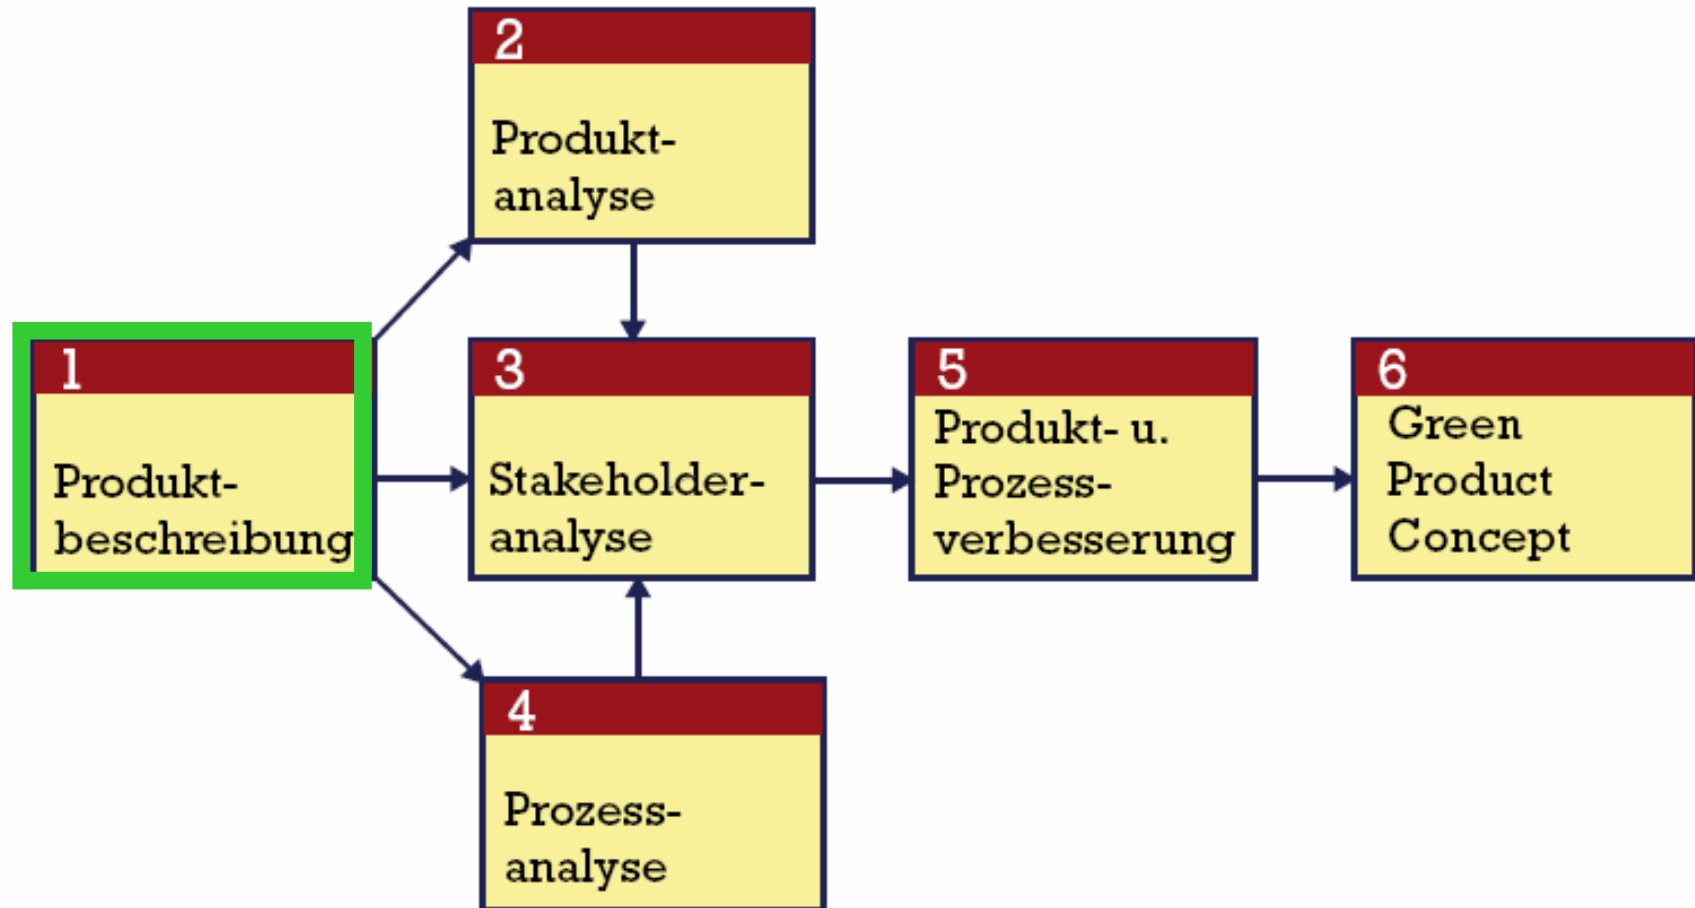 2
Produkt-
analyse
1
Produkt-
beschreibung
3
Stakeholder-
analyse
5
Produkt- u.
Prozess-
verbesserung
6
Green
Product
Concept
4
Prozess-
analyse